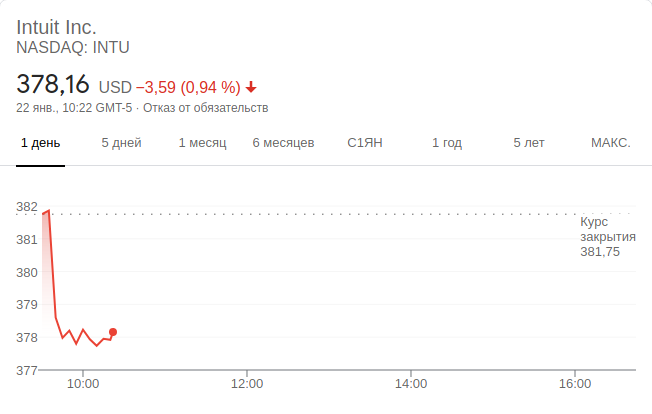 Intuit Inc.
NASDAQ: INTU
378,16 USD −3,59 (0,94 %)
22 янв., 10:22 GMT-5 · Отказ от обязательств
1 день 5 дней 1 месяц 6 месяцев С1ЯН 1 год 5 лет МАКС.
382
Курс
закрытия
381,75
381
380
379
378
377
10:00 12:00 14:00 16:00